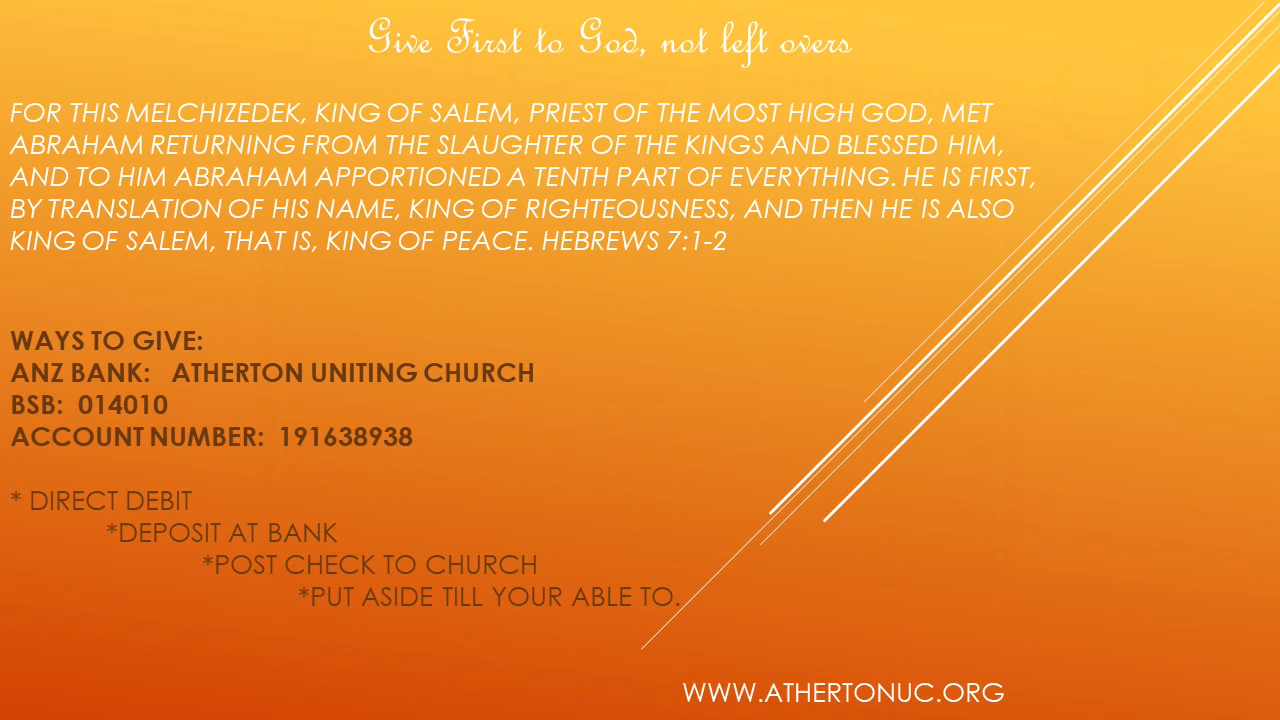 Give First to God, not left overs
FOR THIS MELCHIZEDEK, KING OF SALEM, PRIEST OF THE MOST HIGH GOD, MET
ABRAHAM RETURNING FROM THE SLAUGHTER OF THE KINGS AND BLESSED HIM,
AND TO HIM ABRAHAM APPORTIONED A TENTH PART OF EVERYTHING. HE IS FIRST,
BY TRANSLATION OF HIS NAME, KING OF RIGHTEOUSNESS, AND THEN HE IS ALSO
KING OF SALEM, THAT IS, KING OF PEACE. HEBREWS 7:1-2
WAYS TO GIVE:
ANZ BANK: ATHERTON UNITING CHURCH
BSB: 014010
ACCOUNT NUMBER: 191638938
* DIRECT DEBIT
*DEPOSIT AT BANK
*POST CHECK TO CHURCH
*PUT ASIDE TILL YOUR ABLE TO.
WWW.ATHERTONUC.ORG